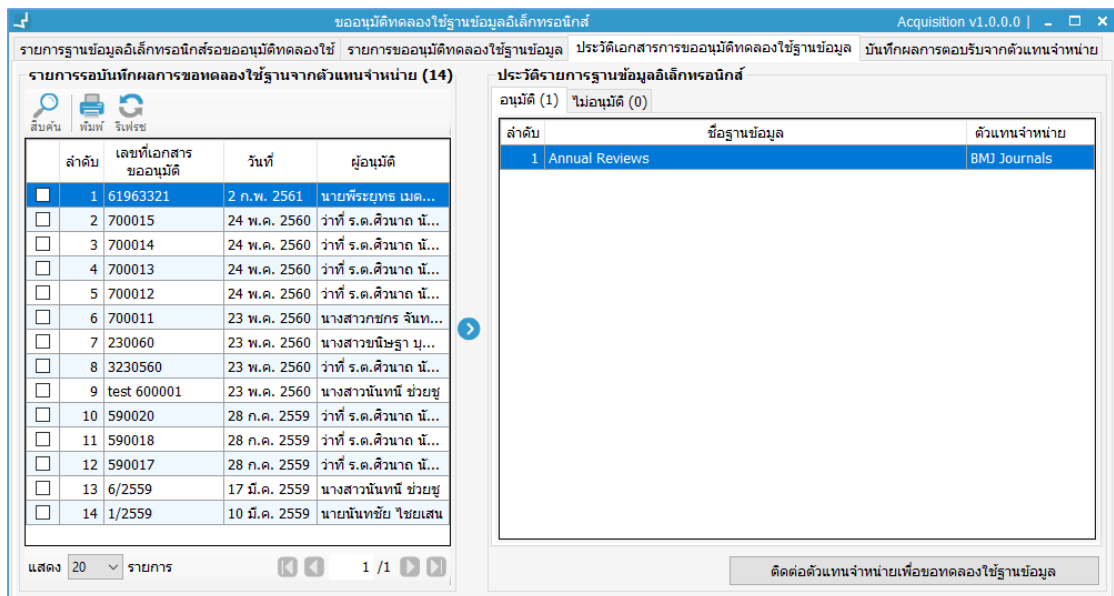 ขออนุมัติทดลองใช้ฐานข้อมูลอิเล็กทรอนิกส์ Acquisition v1.0.0.0 |
รายการฐานข้อมูลอิเล็กทรอนิกส์รอขออนุมัติทดลองใช้ รายการขออนุมัติทดลองใช้ฐานข้อมูล ประวัติเอกสารการขออนุมัติทดลองใช้ฐานข้อมูล บันทึกผลการตอบรับจากตัวแทนจำหน่าย
รายการรอบันทึกผลการขอทดลองใช้ฐานจากตัวแทนจำหน่าย (14)
สืบค้น พิมพ์ รีเฟรช
ลำดับ เลขที่เอกสาร วันที่ ผู้อนุมัติ
ขออนุมัติ
1 61963321 2 ก.พ. 2561 นายพีระยุทธ เมต...
2 700015 24 พ.ค. 2560 ว่าที่ ร.ต.ศิวนาถ นั...
3 700014 24 พ.ค. 2560 ว่าที่ ร.ต.ศิวนาถ นั...
4 700013 24 พ.ค. 2560 ว่าที่ ร.ต.ศิวนาถ นั...
5 700012 24 พ.ค. 2560 ว่าที่ ร.ต.ศิวนาถ นั...
6 700011 23 พ.ค. 2560 นางสาวกชกร จันท...
7 230060 23 พ.ค. 2560 นางสาวขนิษฐา บุ...
8 3230560 23 พ.ค. 2560 ว่าที่ ร.ต.ศิวนาถ นั...
9 test 600001 23 พ.ค. 2560 นางสาวนันทนี ช่วยชู
10 590020 28 ก.ค. 2559 ว่าที่ ร.ต.ศิวนาถ นั...
11 590018 28 ก.ค. 2559 ว่าที่ ร.ต.ศิวนาถ นั...
12 590017 28 ก.ค. 2559 ว่าที่ ร.ต.ศิวนาถ นั...
13 6/2559 17 มี.ค. 2559 นางสาวนันทนี ช่วยชู
14 1/2559 10 มี.ค. 2559 นายนันทชัย ไชยเสน
แสดง 20 รายการ 1 /1
ประวัติรายการฐานข้อมูลอิเล็กทรอนิกส์
อนุมัติ (1) ไม่อนุมัติ (0)
ลำดับ ชื่อฐานข้อมูล ตัวแทนจำหน่าย
1 Annual Reviews BMJ Journals
ติดต่อตัวแทนจำหน่ายเพื่อขอทดลองใช้ฐานข้อมูล